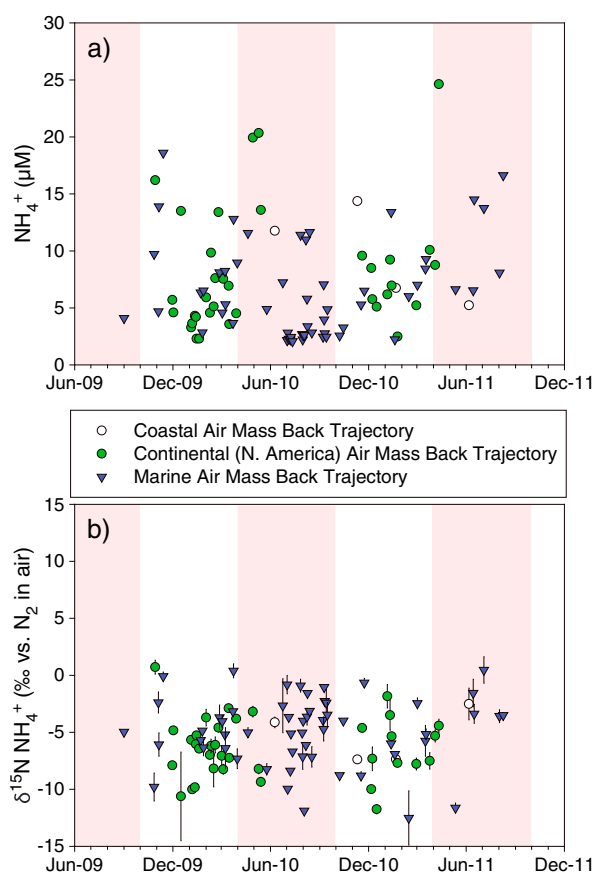 a)
30
25
20
15
10
5
0
NH₄⁺ (µM)
Jun-09 Dec-09 Jun-10 Dec-10 Jun-11 Dec-11
Coastal Air Mass Back Trajectory
Continental (N. America) Air Mass Back Trajectory
Marine Air Mass Back Trajectory
b)
15
10
5
0
-5
-10
-15
δ¹⁵N NH₄⁺ (‰ vs. N₂ in air)
Jun-09 Dec-09 Jun-10 Dec-10 Jun-11 Dec-11